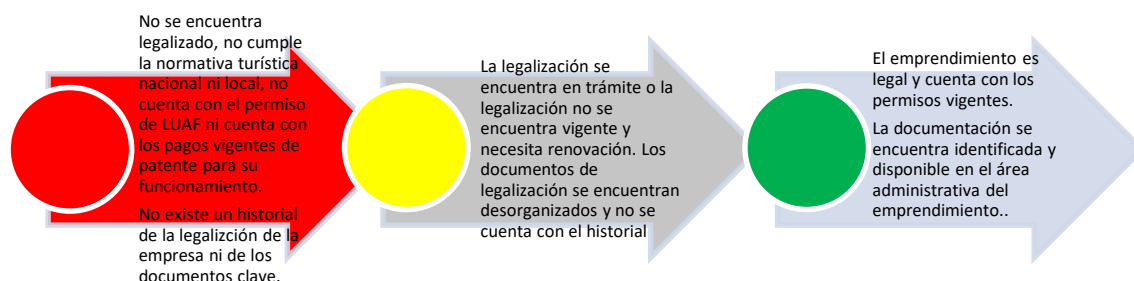 No se encuentra
legalizado, no cumple
la normativa turística
nacional ni local, no
cuenta con el permiso
de LUAF ni cuenta con
los pagos vigentes de
patente para su
funcionamiento.
No existe un historial
de la legalizción de la
empresa ni de los
documentos clave.
La legalización se
encuentra en trámite o la
legalización no se
encuentra vigente y
necesita renovación. Los
documentos de
legalización se encuentran
desorganizados y no se
cuenta con el historial
El emprendimiento es
legal y cuenta con los
permisos vigentes.
La documentación se
encuentra identificada y
disponible en el área
administrativa del
emprendimiento..